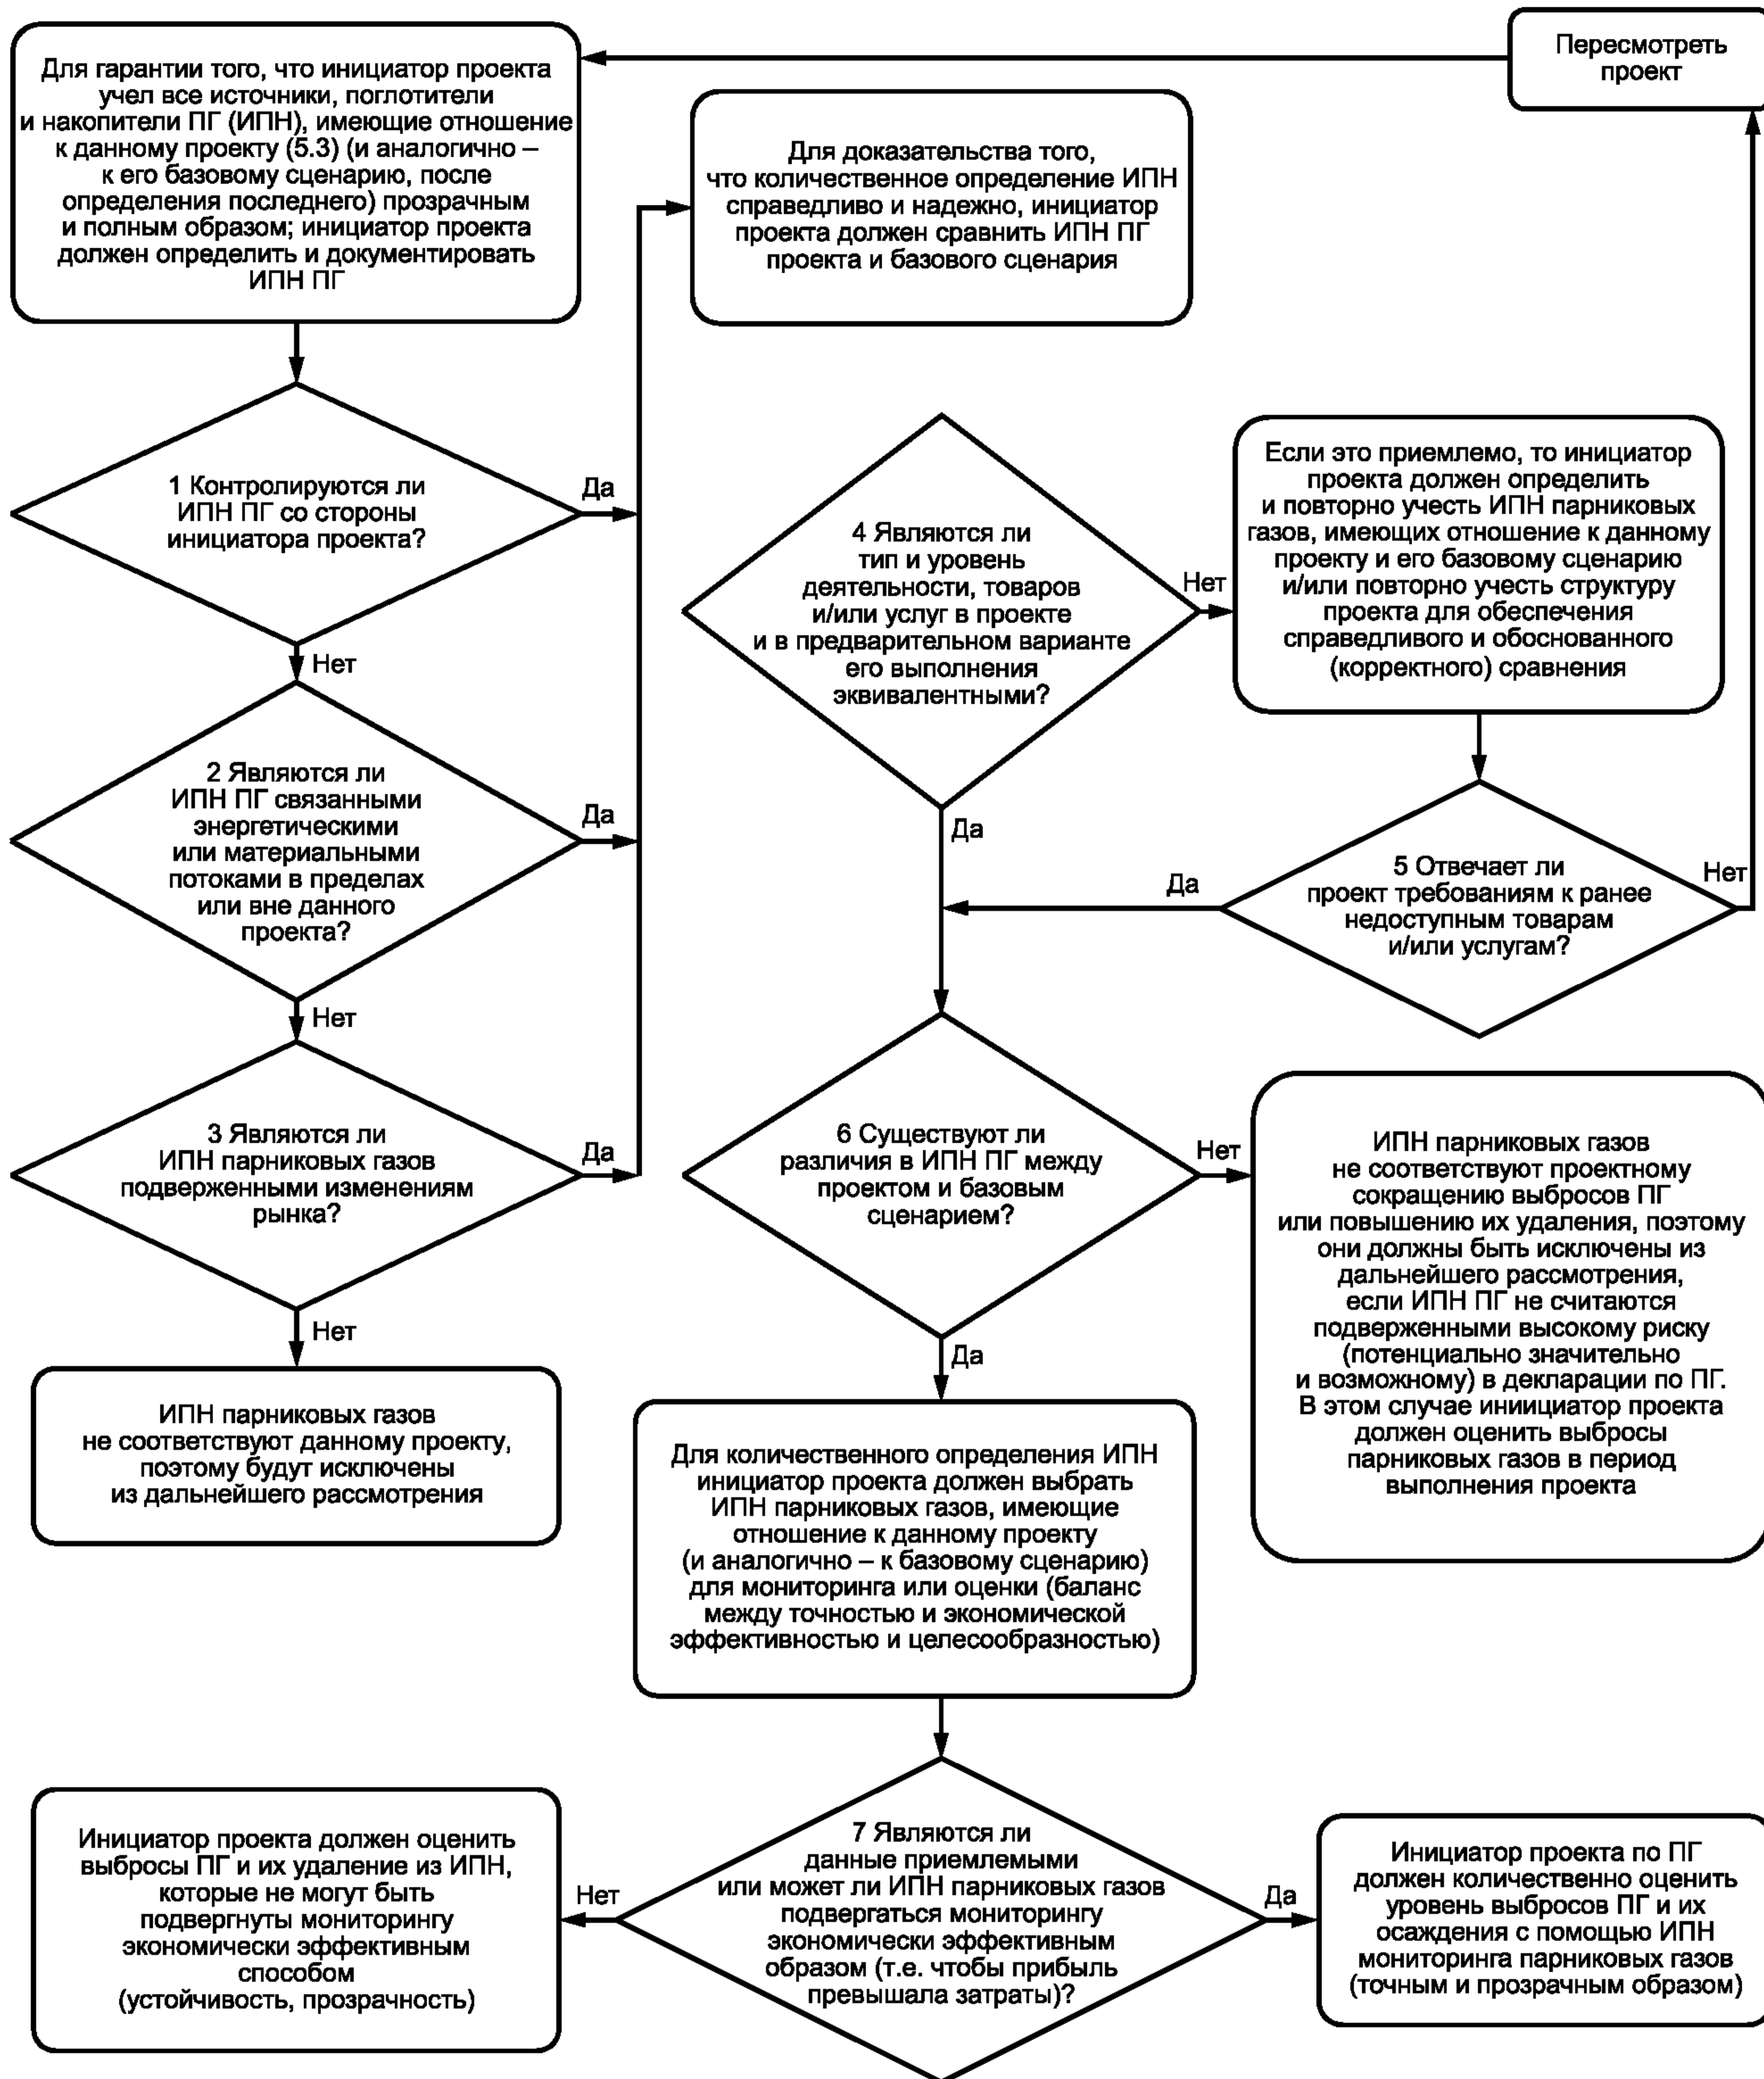 Для гарантии того, что инициатор проекта
учел все источники, поглотители
и накопители ПГ (ИПН), имеющие отношение
к данному проекту (5.3) (и аналогично –
к его базовому сценарию, после
определения последнего) прозрачным
и полным образом; инициатор проекта
должен определить и документировать
ИПН ПГ
Пересмотреть
проект
Для доказательства того,
что количественное определение ИПН
справедливо и надежно, инициатор
проекта должен сравнить ИПН ПГ
проекта и базового сценария
1 Контролируются ли
ИПН ПГ со стороны
инициатора проекта?
Да
Нет
2 Являются ли
ИПН ПГ связанными
энергетическими
или материальными
потоками в пределах
или вне данного
проекта?
Да
Нет
3 Являются ли
ИПН парниковых газов
подверженными изменениям
рынка?
Да
Нет
ИПН парниковых газов
не соответствуют данному проекту,
поэтому будут исключены
из дальнейшего рассмотрения
4 Являются ли
тип и уровень
деятельности, товаров
и/или услуг в проекте
и в предварительном варианте
его выполнения
эквивалентными?
Нет
Да
Если это приемлемо, то инициатор
проекта должен определить
и повторно учесть ИПН парниковых
газов, имеющих отношение к данному
проекту и его базовому сценарию
и/или повторно учесть структуру
проекта для обеспечения
справедливого и обоснованного
(корректного) сравнения
5 Отвечает ли
проект требованиям к ранее
недоступным товарам
и/или услугам?
Да
Нет
6 Существуют ли
различия в ИПН ПГ между
проектом и базовым
сценарием?
Нет
Да
ИПН парниковых газов
не соответствуют проектному
сокращению выбросов ПГ
или повышению их удаления, поэтому
они должны быть исключены из
дальнейшего рассмотрения,
если ИПН ПГ не считаются
подверженными высокому риску
(потенциально значительно
и возможному) в декларации по ПГ.
В этом случае иниициатор проекта
должен оценить выбросы
парниковых газов в период
выполнения проекта
Для количественного определения ИПН
инициатор проекта должен выбрать
ИПН парниковых газов, имеющие
отношение к данному проекту
(и аналогично – к базовому сценарию)
для мониторинга или оценки (баланс
между точностью и экономической
эффективностью и целесообразностью)
7 Являются ли
данные приемлемыми
или может ли ИПН парниковых газов
подвергаться мониторингу
экономически эффективным
образом (т.е. чтобы прибыль
превышала затраты)?
Нет
Да
Инициатор проекта должен оценить
выбросы ПГ и их удаление из ИПН,
которые не могут быть
подвергнуты мониторингу
экономически эффективным
способом
(устойчивость, прозрачность)
Инициатор проекта по ПГ
должен количественно оценить
уровень выбросов ПГ и их
осаждения с помощью ИПН
мониторинга парниковых газов
(точным и прозрачным образом)